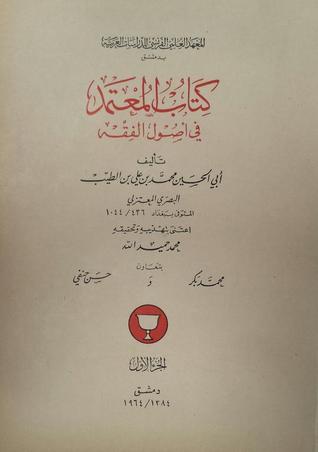 المعهد العلمي الفرنسي للدراسات العربية
بدمشق
كتاب المعتمد
في أصول الفقه
تأليف
أبي الحسين محمد بن علي بن الطيب
البصري المعتزلي
المتوفى ببغداد ٤٣٦/١٠٤٤
اعتنى بتهذيبه وتحقيقه
محمد حميد الله
بتعاون
محمد بكر و حسن حنفي
الجزء الأول
دمشق
١٣٨٤/١٩٦٤